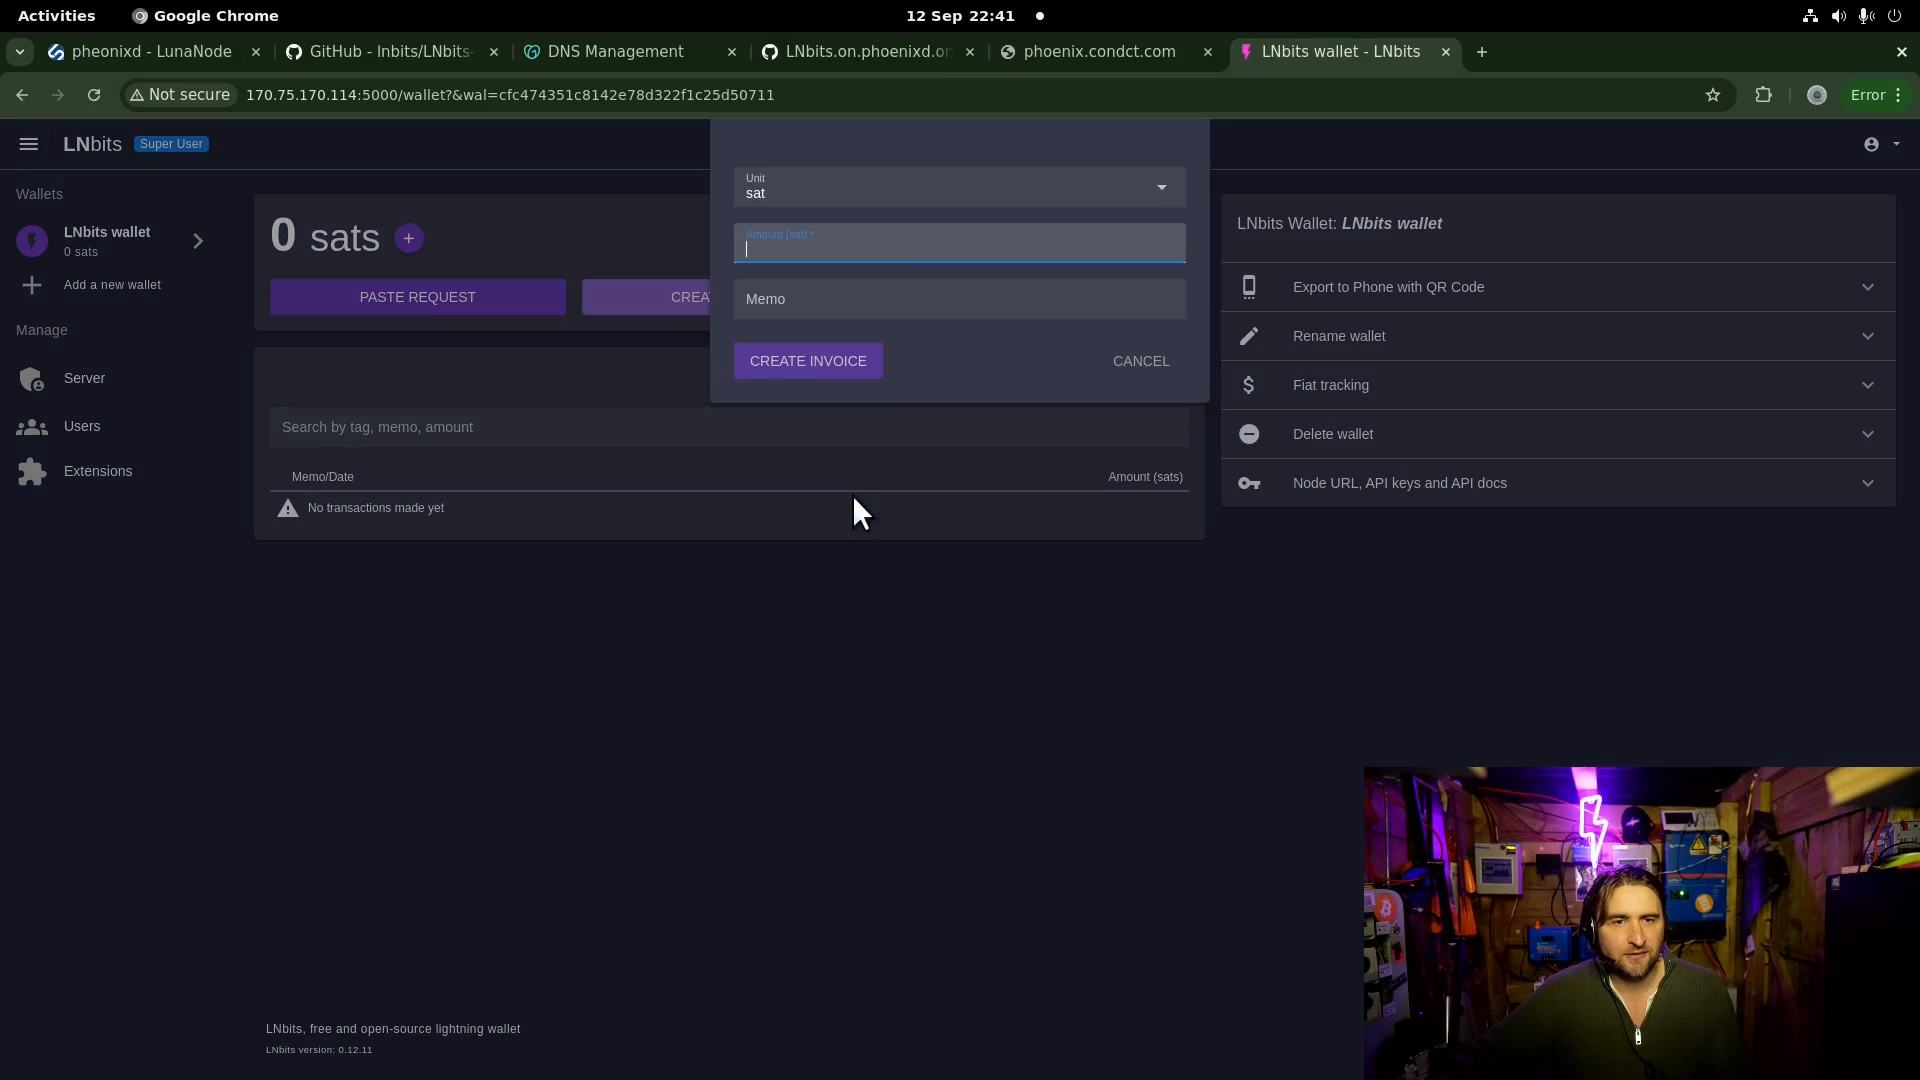 Activities
Google Chrome
12 Sep 22:41
pheonixd - LunaNode
GitHub - lnbits/LNbits-
DNS Management
LNbits.on.phoenixd.on
phoenix.condct.com
LNbits wallet - LNbits
Not secure
170.75.170.114:5000/wallet?&wal=cfc474351c8142e78d322f1c25d50711
Error
LNbits
Super User
Wallets
LNbits wallet
0 sats
Add a new wallet
Manage
Server
Users
Extensions
0 sats
PASTE REQUEST
CREA
Unit
sat
Amount (sat) *
Memo
CREATE INVOICE
CANCEL
Search by tag, memo, amount
Memo/Date
Amount (sats)
No transactions made yet
LNbits Wallet: LNbits wallet
Export to Phone with QR Code
Rename wallet
Fiat tracking
Delete wallet
Node URL, API keys and API docs
LNbits, free and open-source lightning wallet
LNbits version: 0.12.11